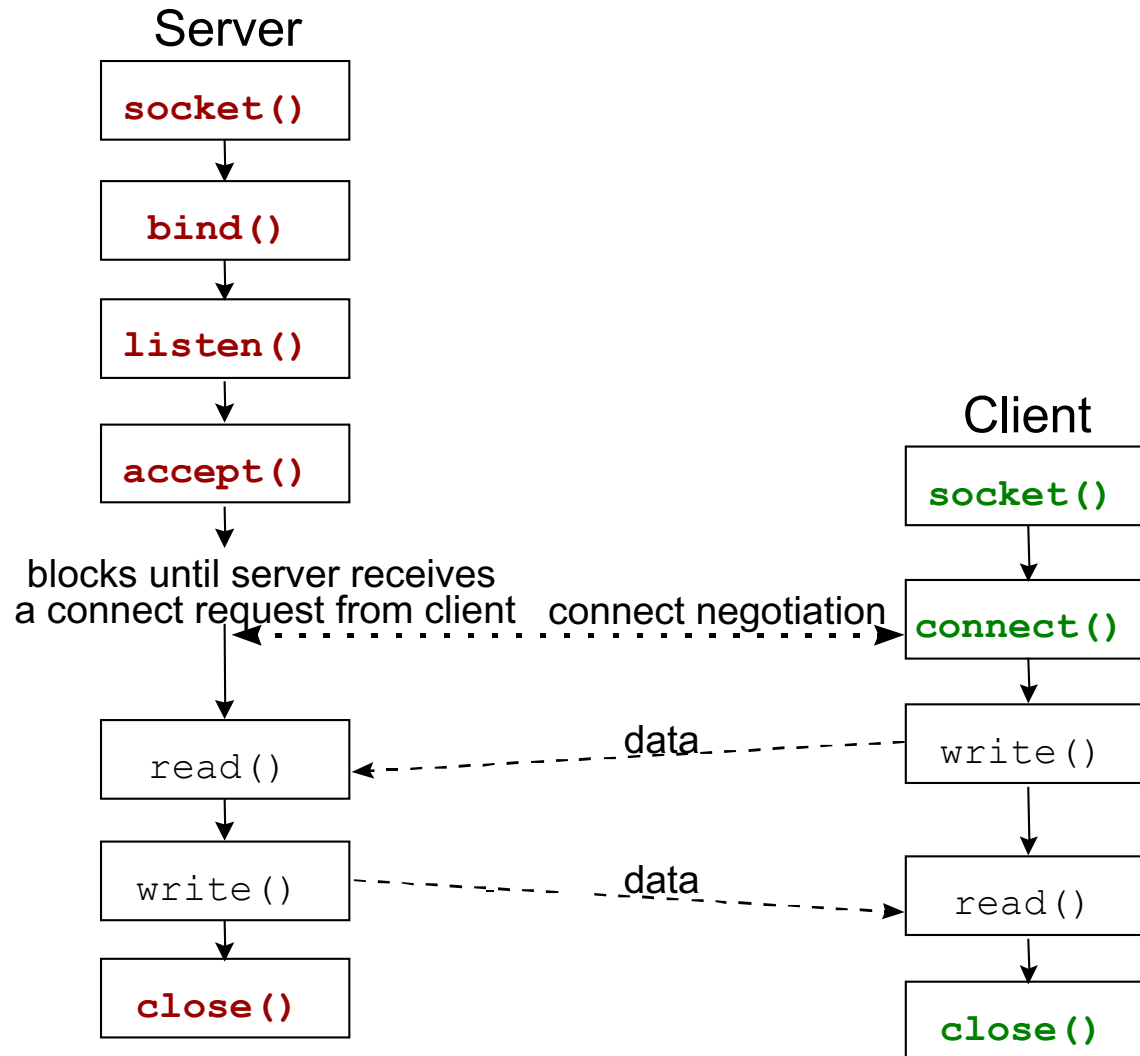 Server
socket()
bind()
listen()
accept()
blocks until server receives
a connect request from client
connect negotiation
read()
write()
close()
data
data
Client
socket()
connect()
write()
read()
close()